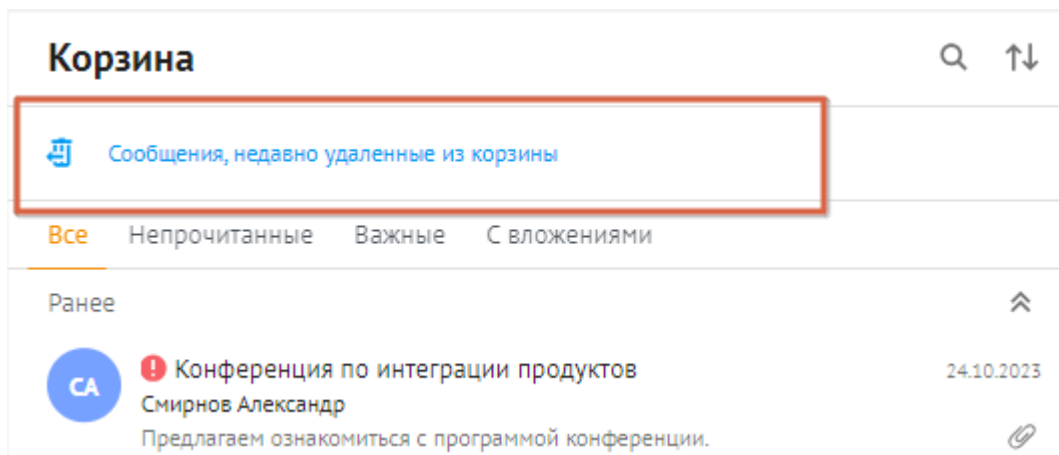 Корзина
Сообщения, недавно удаленные из корзины
Все Непрочитанные Важные С вложениями
Ранее
СА Конференция по интеграции продуктов 24.10.2023
Смирнов Александр
Предлагаем ознакомиться с программой конференции.